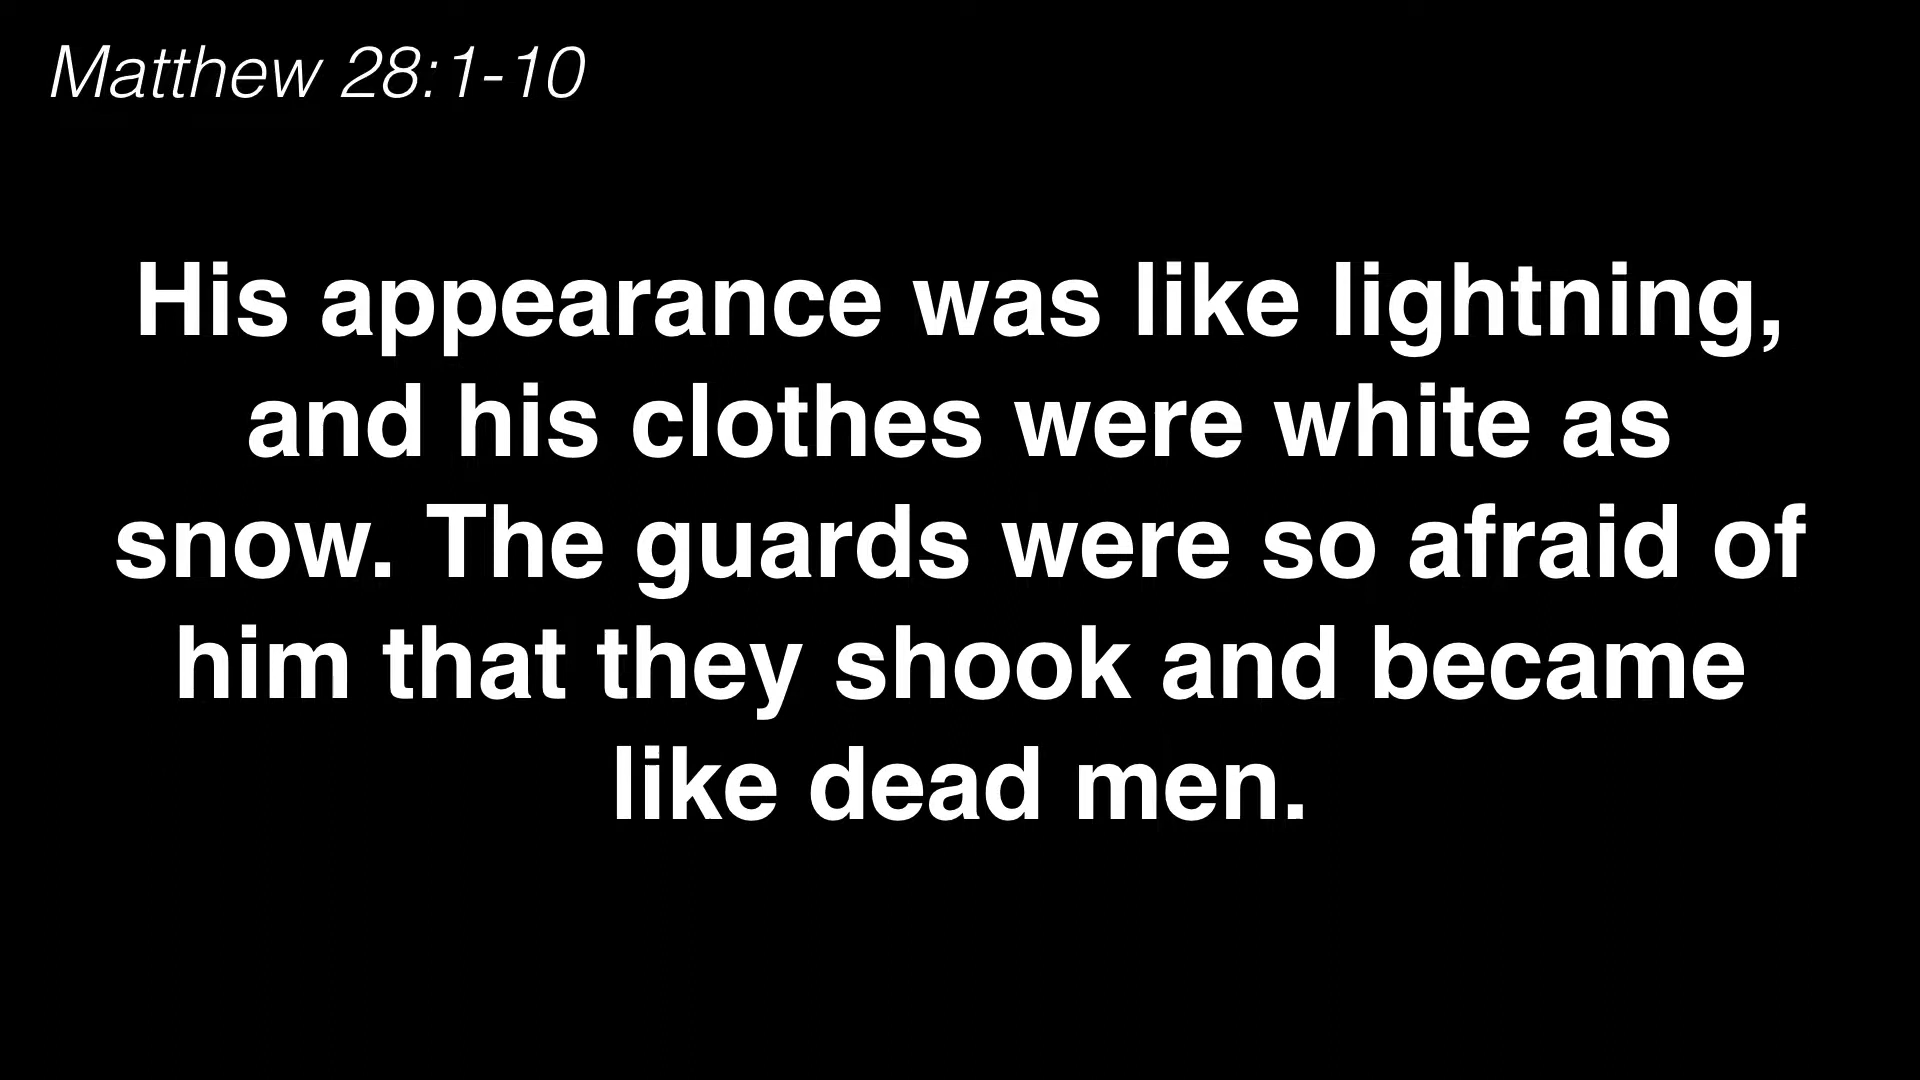 Matthew 28:1-10
His appearance was like lightning,
and his clothes were white as
snow. The guards were so afraid of
him that they shook and became
like dead men.